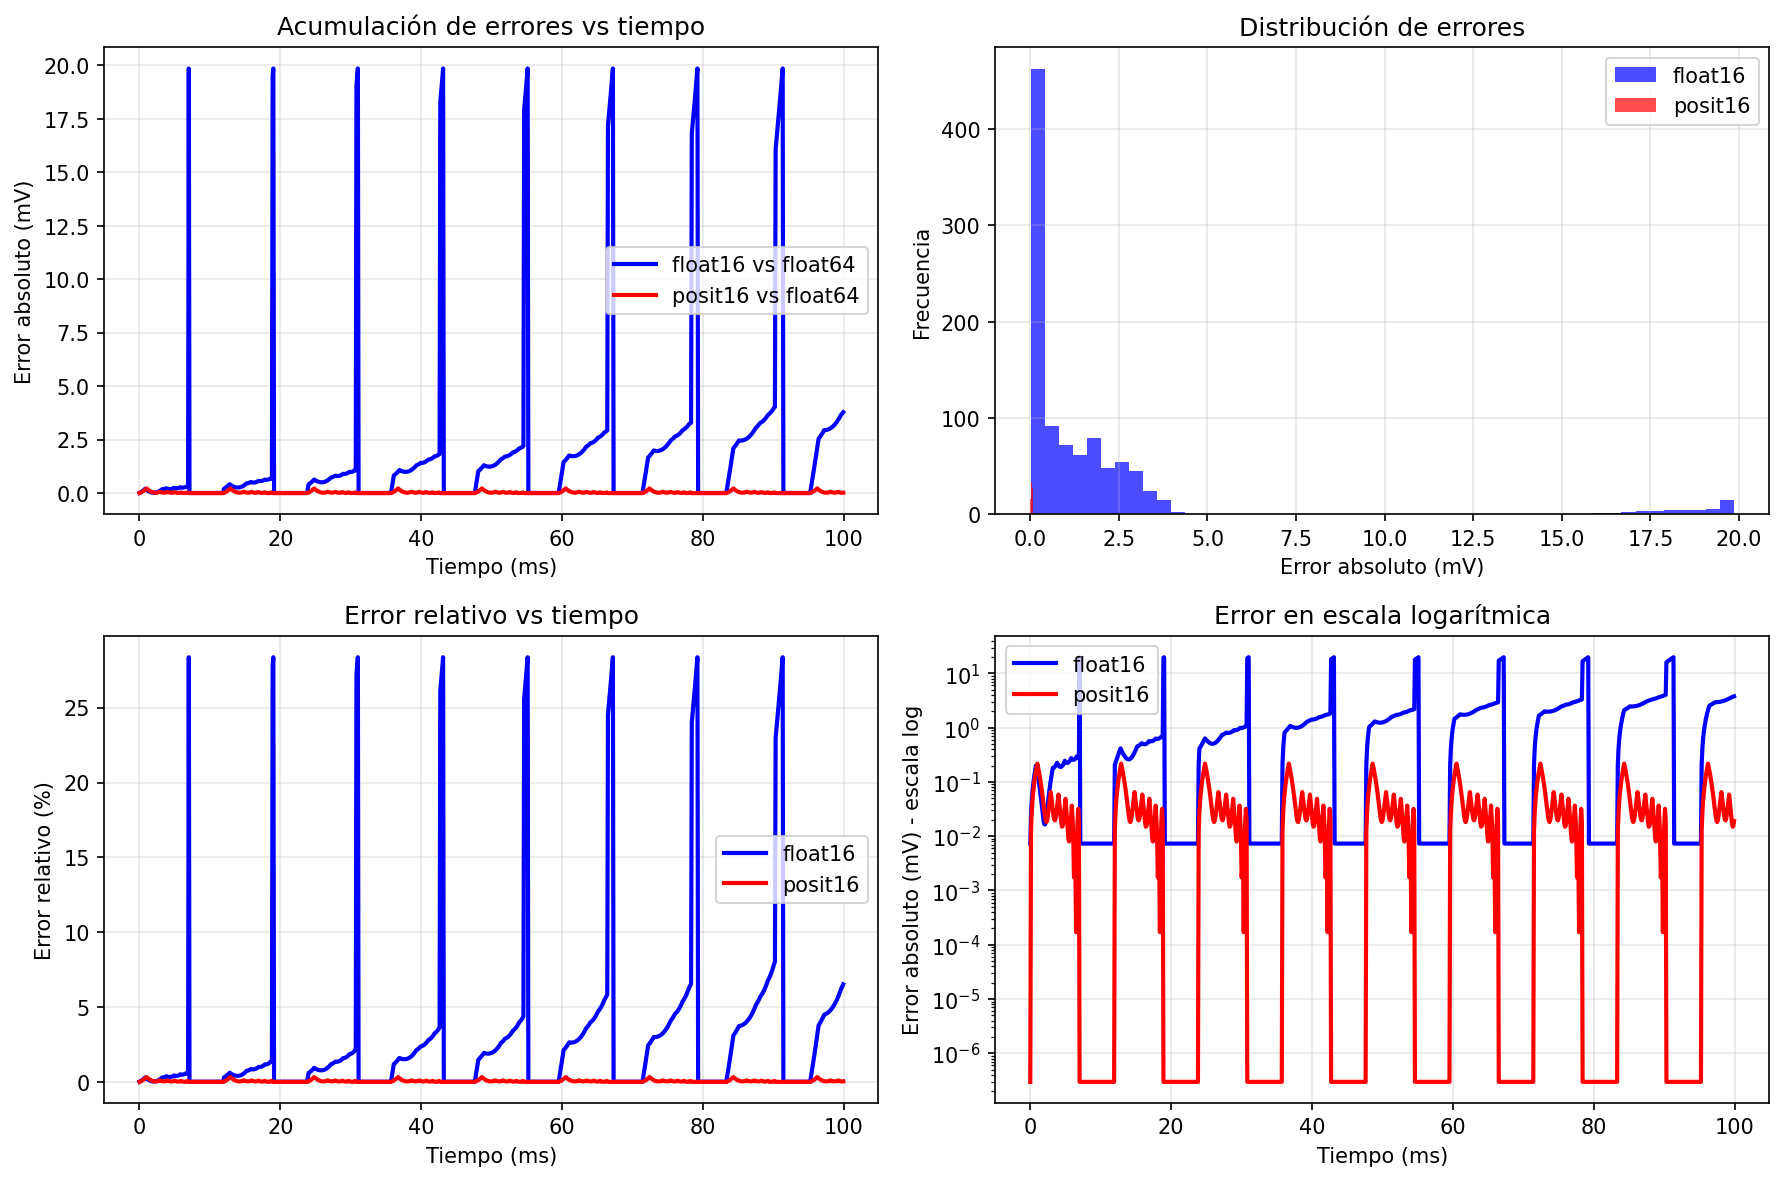 Acumulación de errores vs tiempo
Error absoluto (mV)
20.0
17.5
15.0
12.5
10.0
7.5
5.0
2.5
0.0
float16 vs float64
posit16 vs float64
0 20 40 60 80 100
Tiempo (ms)
Distribución de errores
Frecuencia
400
300
200
100
0
float16
posit16
0.0 2.5 5.0 7.5 10.0 12.5 15.0 17.5 20.0
Error absoluto (mV)
Error relativo vs tiempo
Error relativo (%)
25
20
15
10
5
0
float16
posit16
0 20 40 60 80 100
Tiempo (ms)
Error en escala logarítmica
Error absoluto (mV) - escala log
10¹
10⁰
10⁻¹
10⁻²
10⁻³
10⁻⁴
10⁻⁵
10⁻⁶
float16
posit16
0 20 40 60 80 100
Tiempo (ms)